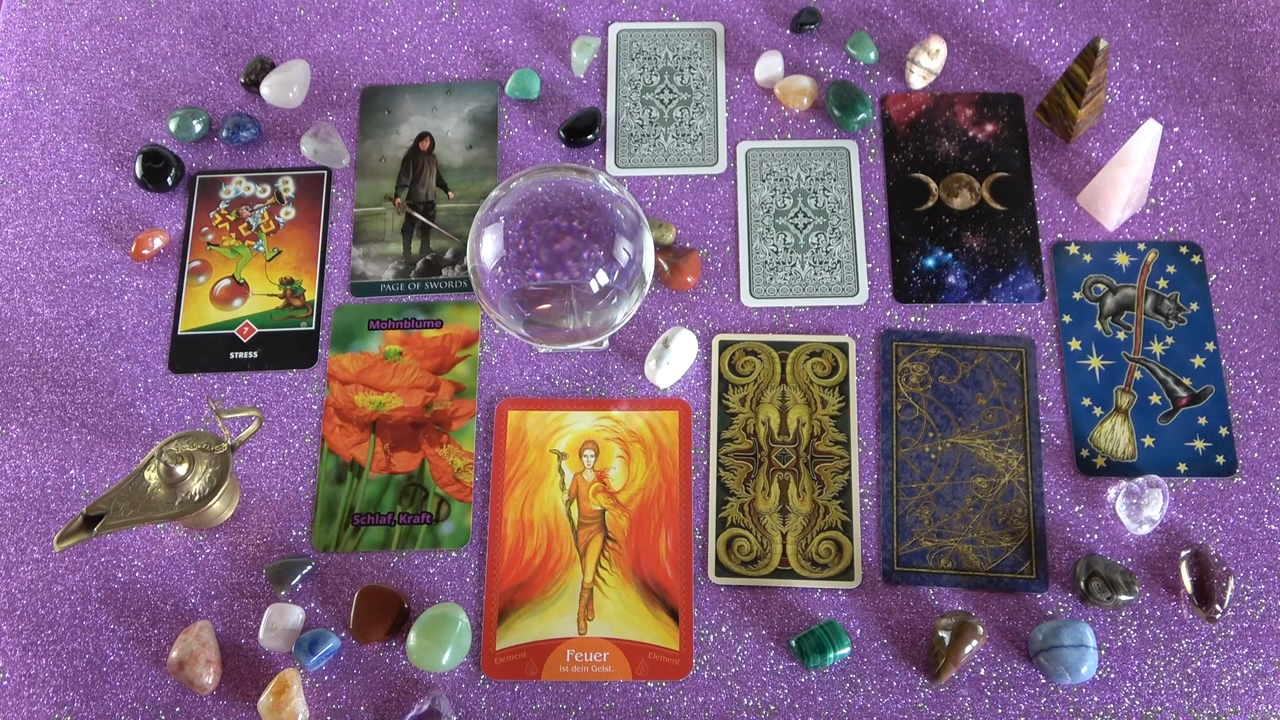 PAGE OF SWORDS
7
STRESS
Mohnblume
Schlaf, Kraft
Element
Feuer
ist dein Geist.
Element